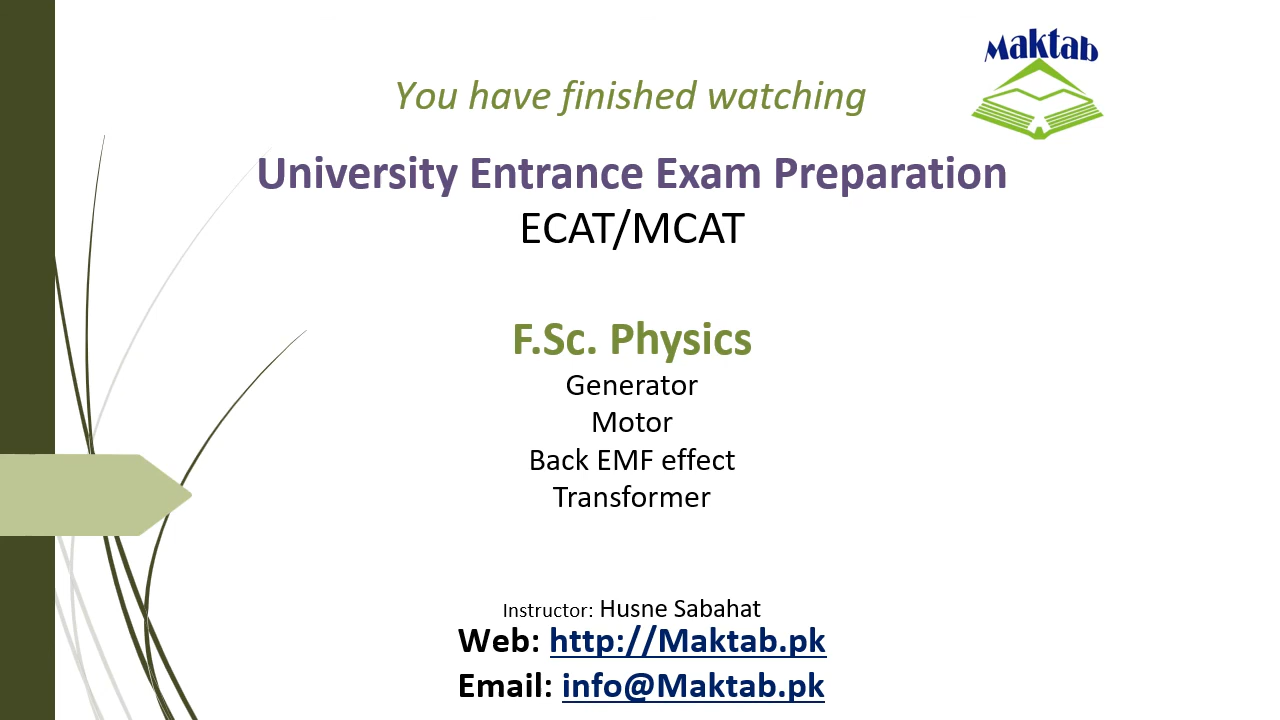 Maktab
You have finished watching
University Entrance Exam Preparation
ECAT/MCAT
F.Sc. Physics
Generator
Motor
Back EMF effect
Transformer
Instructor: Husne Sabahat
Web: http://Maktab.pk
Email: info@Maktab.pk